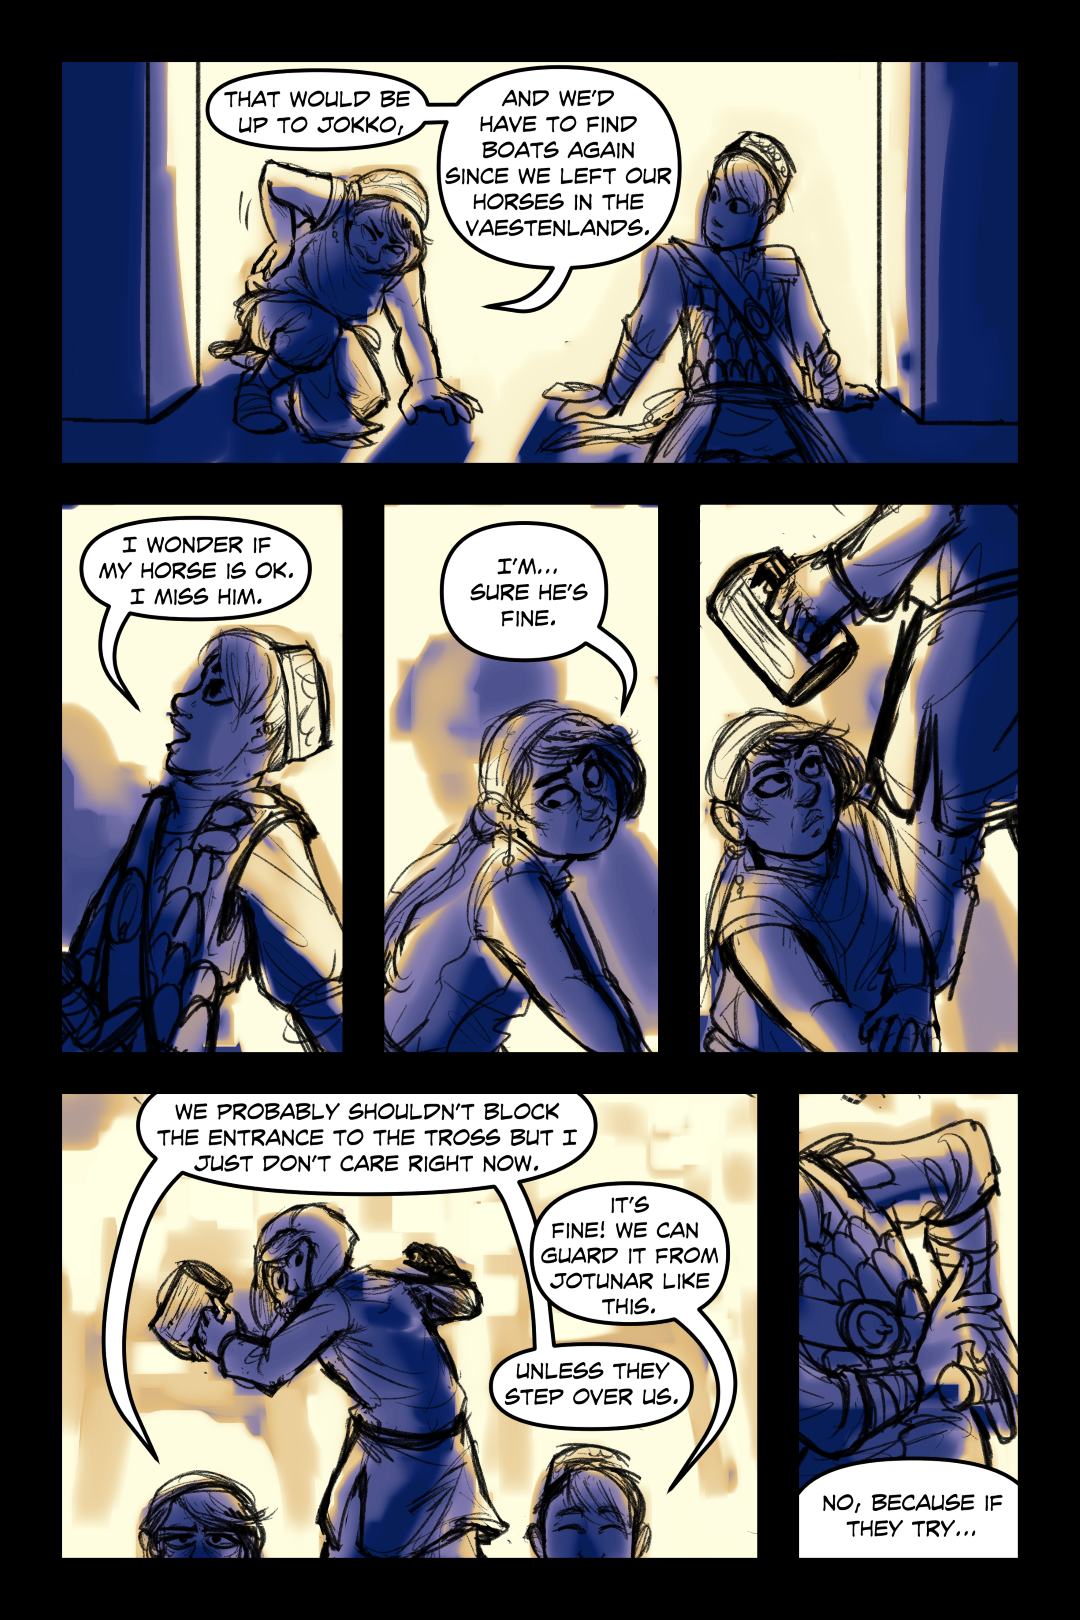 THAT WOULD BE
UP TO JOKKO,
AND WE'D
HAVE TO FIND
BOATS AGAIN
SINCE WE LEFT OUR
HORSES IN THE
VAESTENLANDS.
I WONDER IF
MY HORSE IS OK.
I MISS HIM.
I'M...
SURE HE'S
FINE.
WE PROBABLY SHOULDN'T BLOCK
THE ENTRANCE TO THE TROSS BUT I
JUST DON'T CARE RIGHT NOW.
IT'S
FINE! WE CAN
GUARD IT FROM
JOTUNAR LIKE
THIS.
UNLESS THEY
STEP OVER US.
NO, BECAUSE IF
THEY TRY...